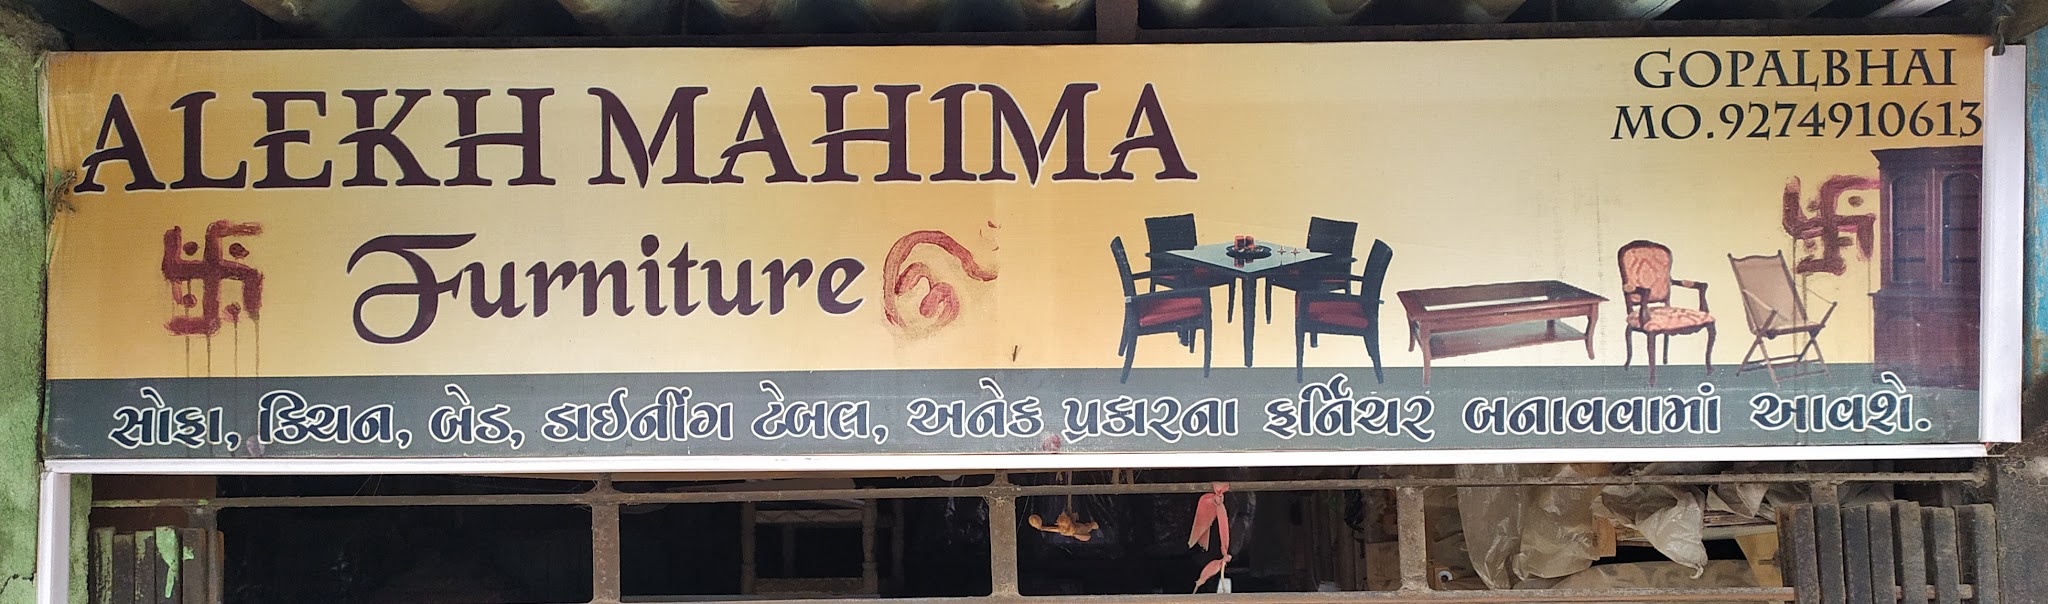 ALEKH MAHIMA
Furniture
GOPALBHAI
MO.9274910613
સોફા, કિચન, બેડ, ડાઈનીંગ ટેબલ, અનેક પ્રકારના ફર્નિચર બનાવવામાં આવશે.